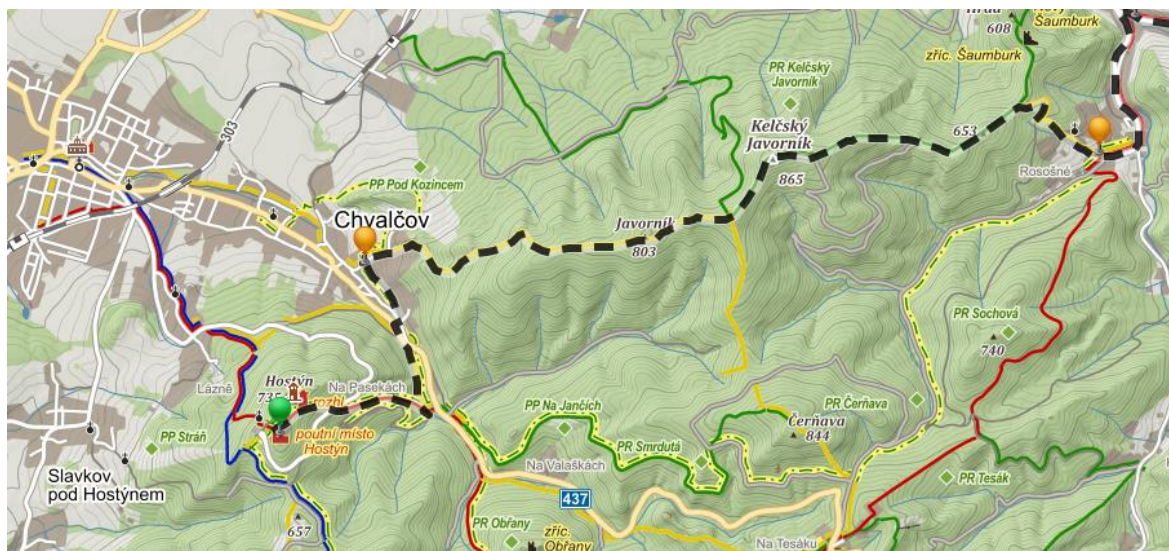 608
Šaumburk
zříc. Šaumburk
PR Kelčský
Javorník
303
Kelčský
Javorník
653
865
Rosošné
PP Pod Kozincem
Chvalčov
Javorník
803
PR Sochová
740
Lázně
Hostýn
735
Na Pasekách
rozhl
PR Čerňava
poutní místo
Hostýn
PP Na Jančích
Čerňava
844
PP Stráň
PR Smrdutá
Slavkov
pod Hostýnem
Na Valaškách
PR Tesák
437
657
PR Obřany
zříc.
Obřany
Na Tesáku